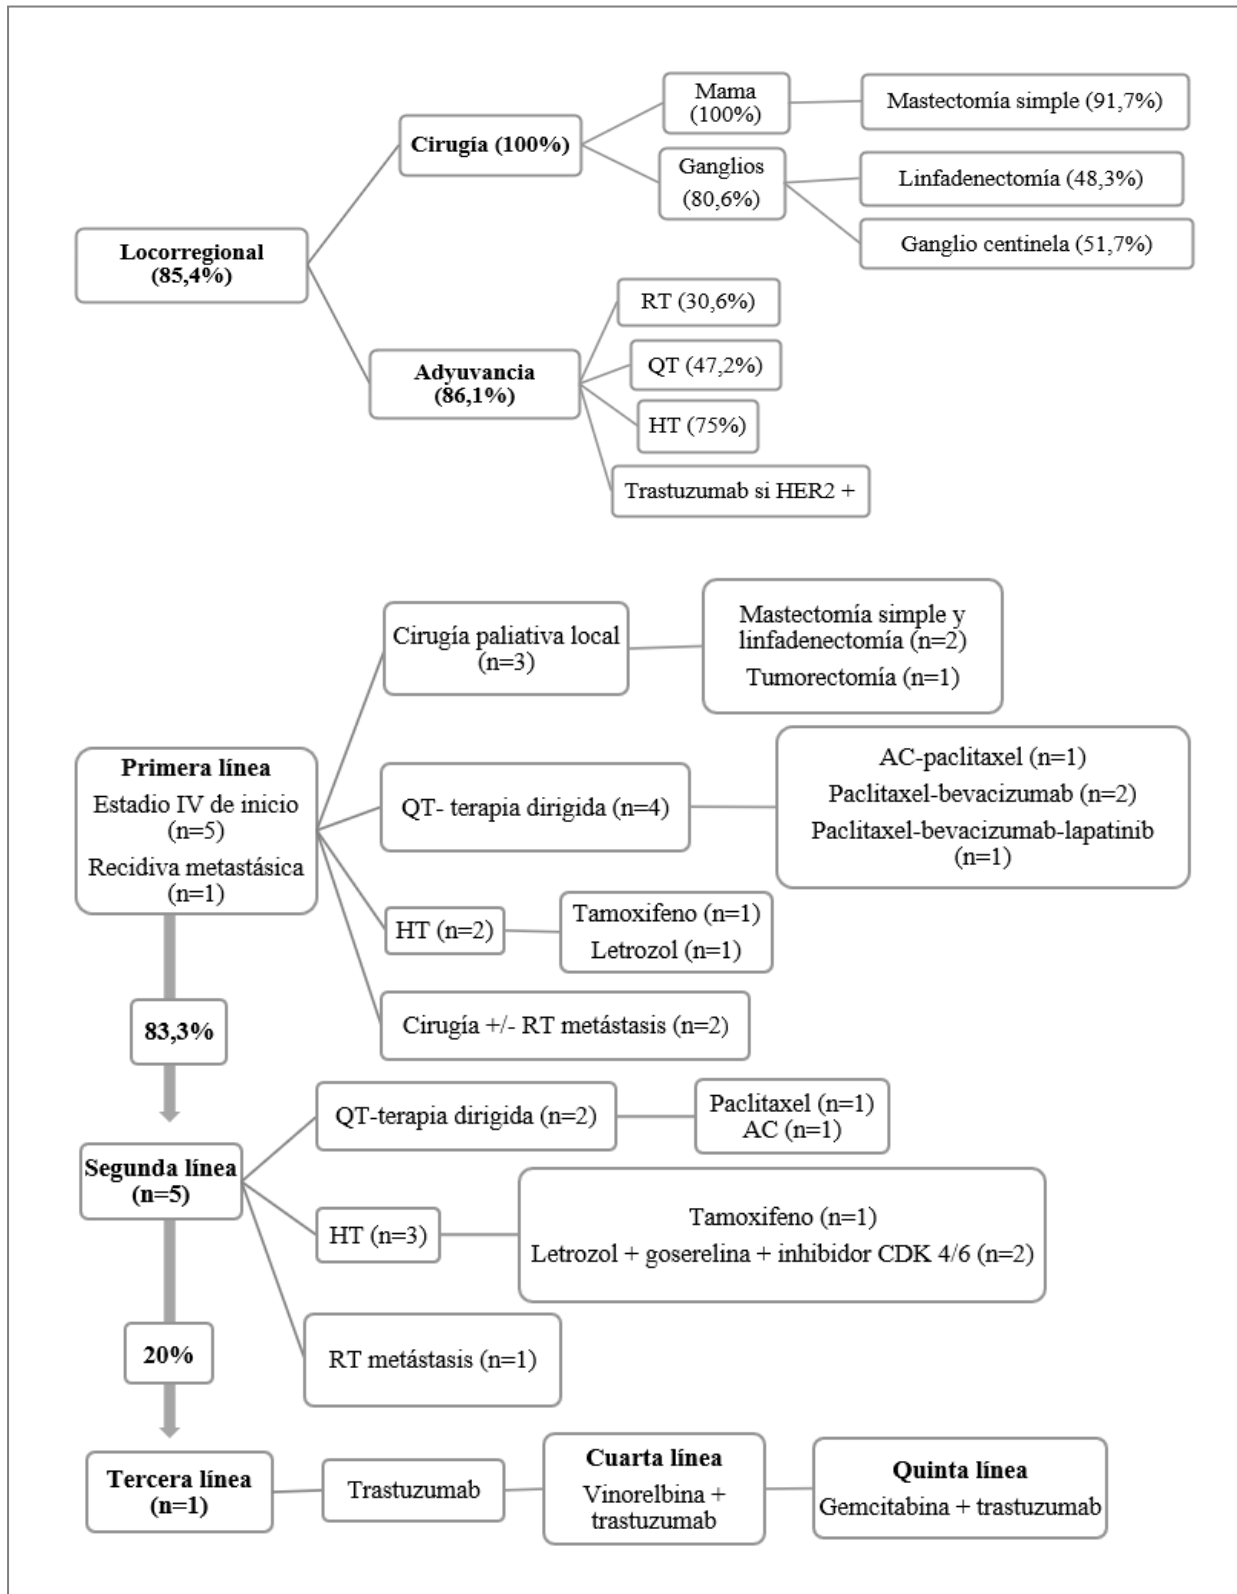 Locorregional
(85,4%)
Cirugía (100%)
Mama
(100%)
Mastectomía simple (91,7%)
Ganglios
(80,6%)
Linfadenectomía (48,3%)
Ganglio centinela (51,7%)
Adyuvancia
(86,1%)
RT (30,6%)
QT (47,2%)
HT (75%)
Trastuzumab si HER2 +
Primera línea
Estadio IV de inicio
(n=5)
Recidiva metastásica
(n=1)
Cirugía paliativa local
(n=3)
Mastectomía simple y
linfadenectomía (n=2)
Tumorectomía (n=1)
QT- terapia dirigida (n=4)
AC-paclitaxel (n=1)
Paclitaxel-bevacizumab (n=2)
Paclitaxel-bevacizumab-lapatinib
(n=1)
HT (n=2)
Tamoxifeno (n=1)
Letrozol (n=1)
Cirugía +/- RT metástasis (n=2)
83,3%
Segunda línea
(n=5)
QT-terapia dirigida (n=2)
Paclitaxel (n=1)
AC (n=1)
HT (n=3)
Tamoxifeno (n=1)
Letrozol + goserelina + inhibidor CDK 4/6 (n=2)
RT metástasis (n=1)
20%
Tercera línea
(n=1)
Trastuzumab
Cuarta línea
Vinorelbina +
trastuzumab
Quinta línea
Gemcitabina + trastuzumab